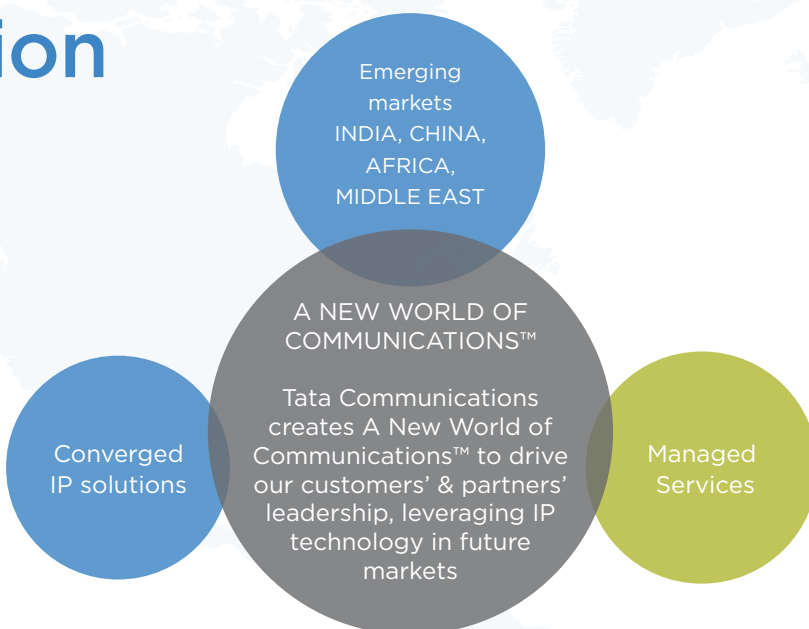 ion
Emerging
markets
INDIA, CHINA,
AFRICA,
MIDDLE EAST
A NEW WORLD OF
COMMUNICATIONS™
Tata Communications
creates A New World of
Communications™ to drive
our customers’ & partners’
leadership, leveraging IP
technology in future
markets
Converged
IP solutions
Managed
Services